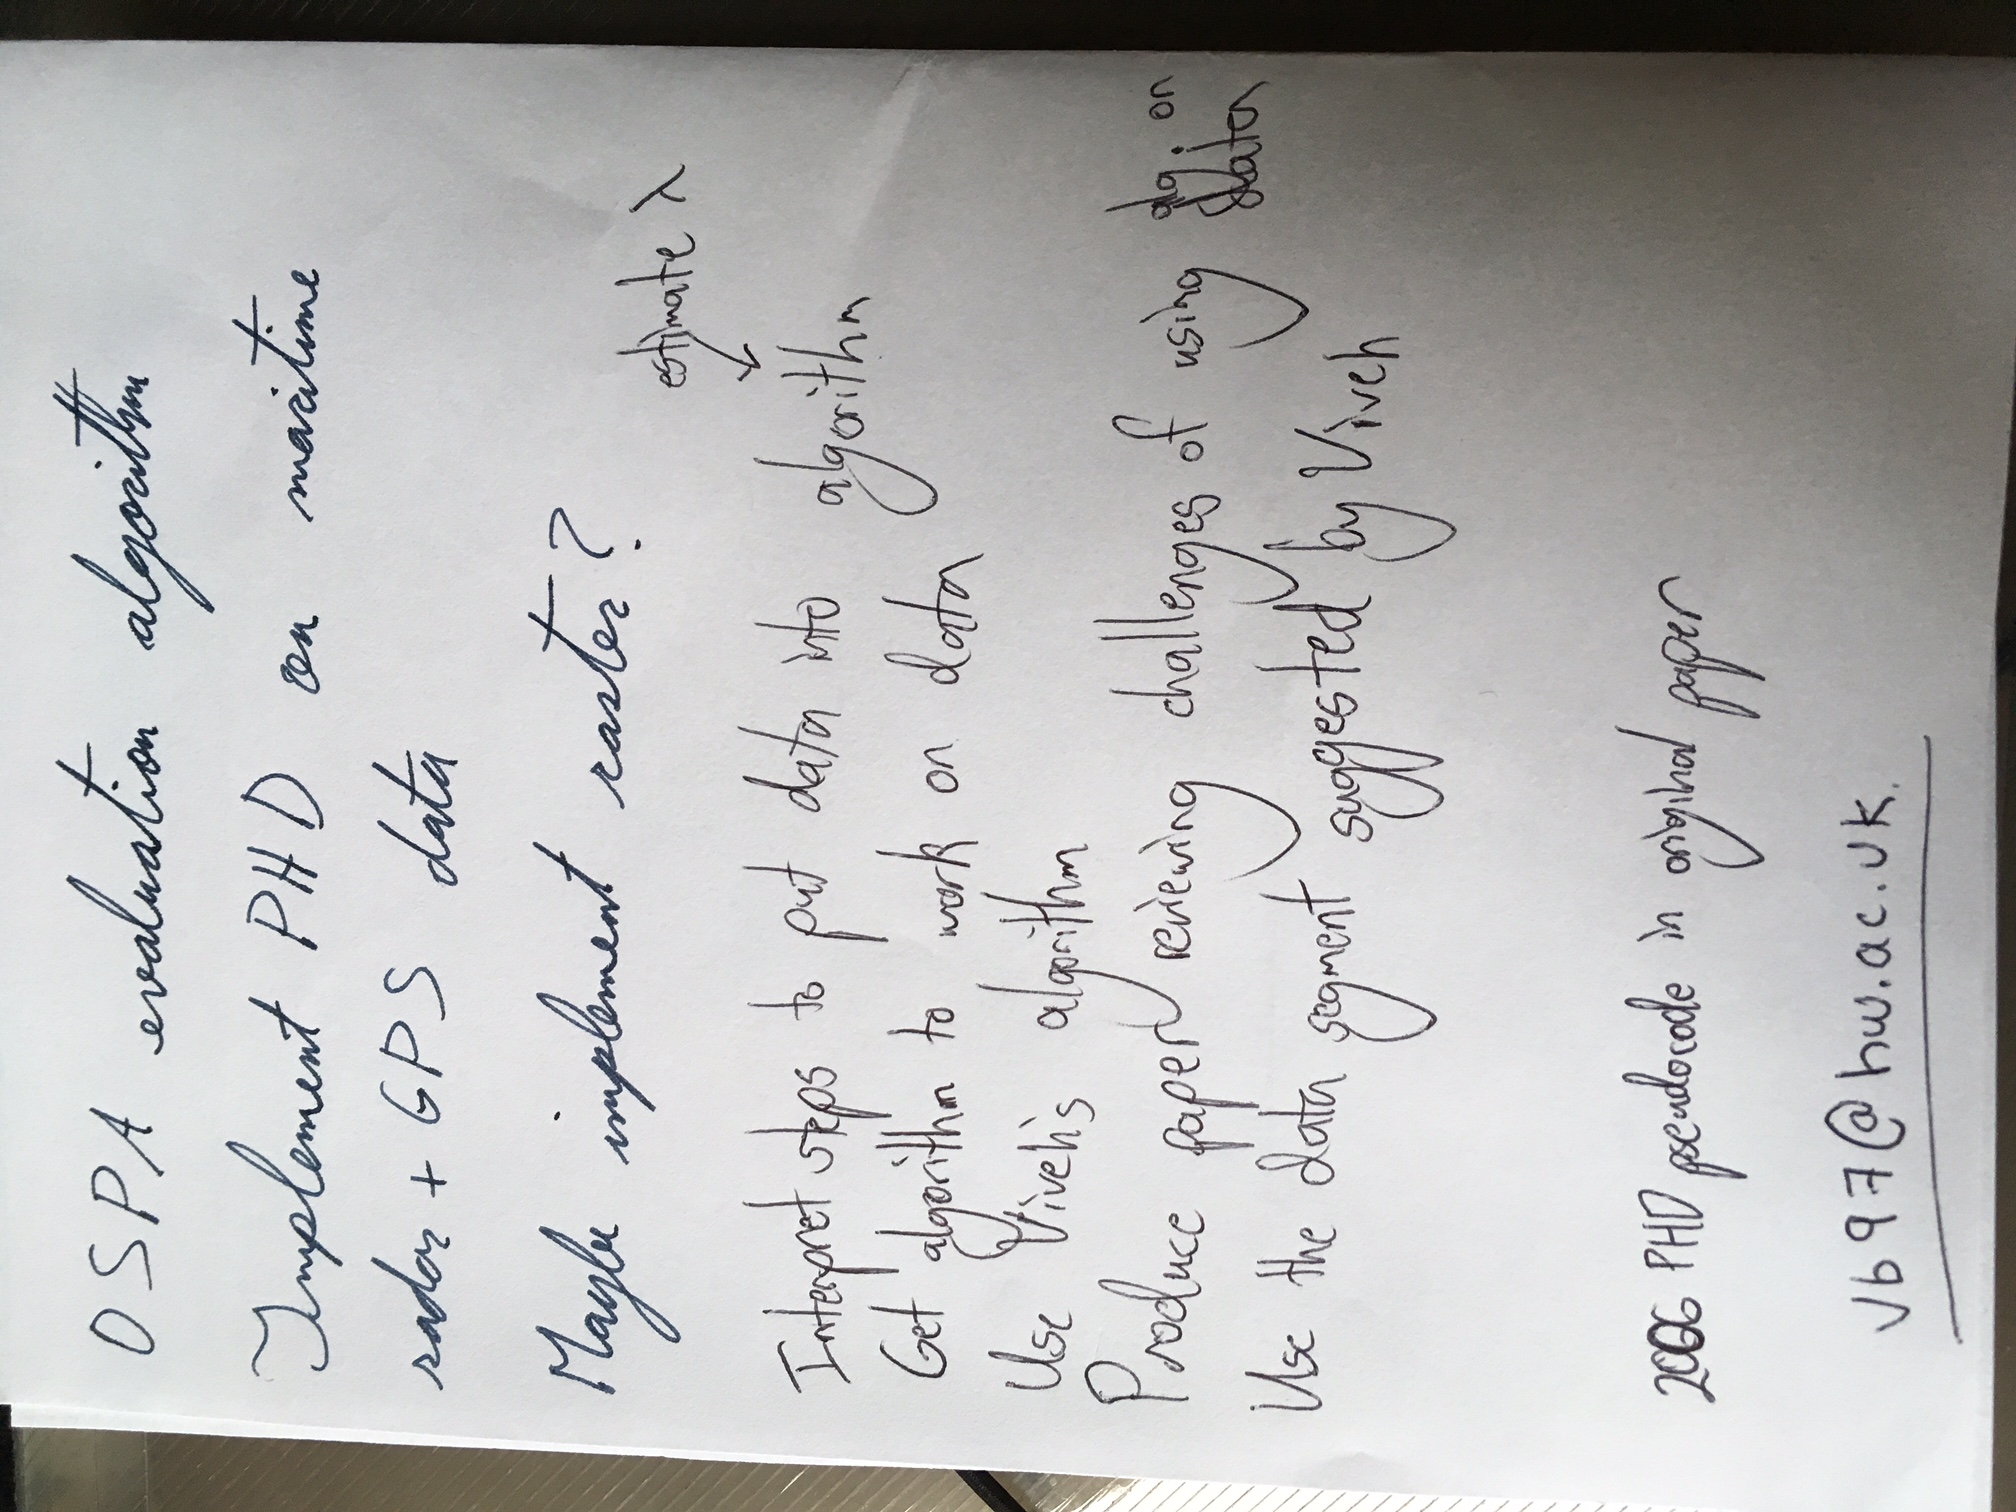 OSPA evaluation algorithm
Implement PHD on maritime
radar + GPS data
Maybe implement raster?
estimate λ
Interpret steps to put data into algorithm
Get algorithm to work on data
Use Viveh's algorithm
Produce paper reviewing challenges of using alg. on
data
Use the data segment suggested by Viveh
2006 PHD pseudocode in original paper
vb97@hw.ac.uk.